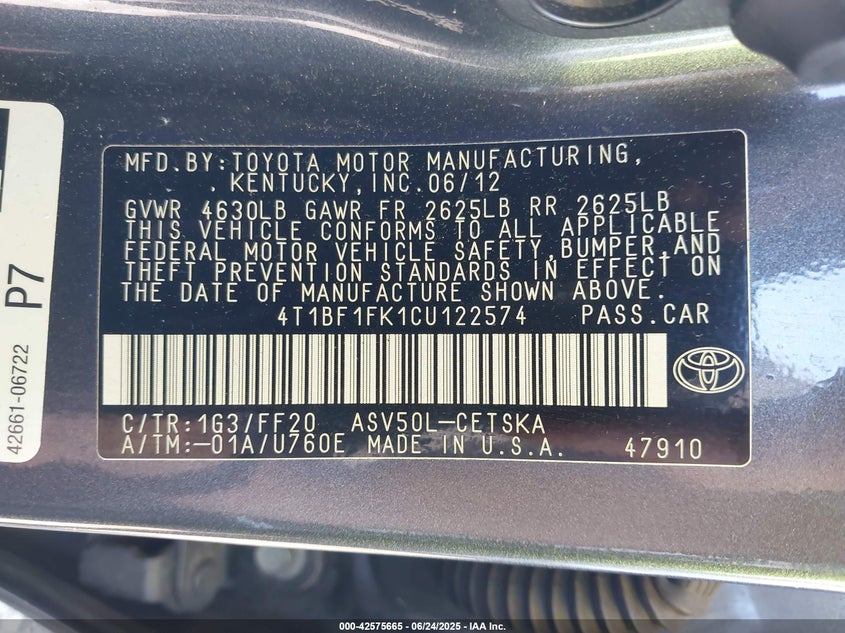 MFD.BY:TOYOTA MOTOR MANUFACTURING,
KENTUCKY,INC.06/12
GVWR 4630LB GAWR FR 2625LB RR 2625LB
THIS VEHICLE CONFORMS TO ALL APPLICABLE
FEDERAL MOTOR VEHICLE SAFETY,BUMPER,AND
THEFT PREVENTION STANDARDS IN EFFECT ON
THE DATE OF MANUFACTURE SHOWN ABOVE.
4T1BF1FK1CU122574 PASS.CAR
C/TR:1G3/FF20 ASV50L-CETSKA
A/TM:-01A/U760E MADE IN U.S.A. 47910
P7
42661-06722
000-42575665 - 06/24/2025 - IAA Inc.